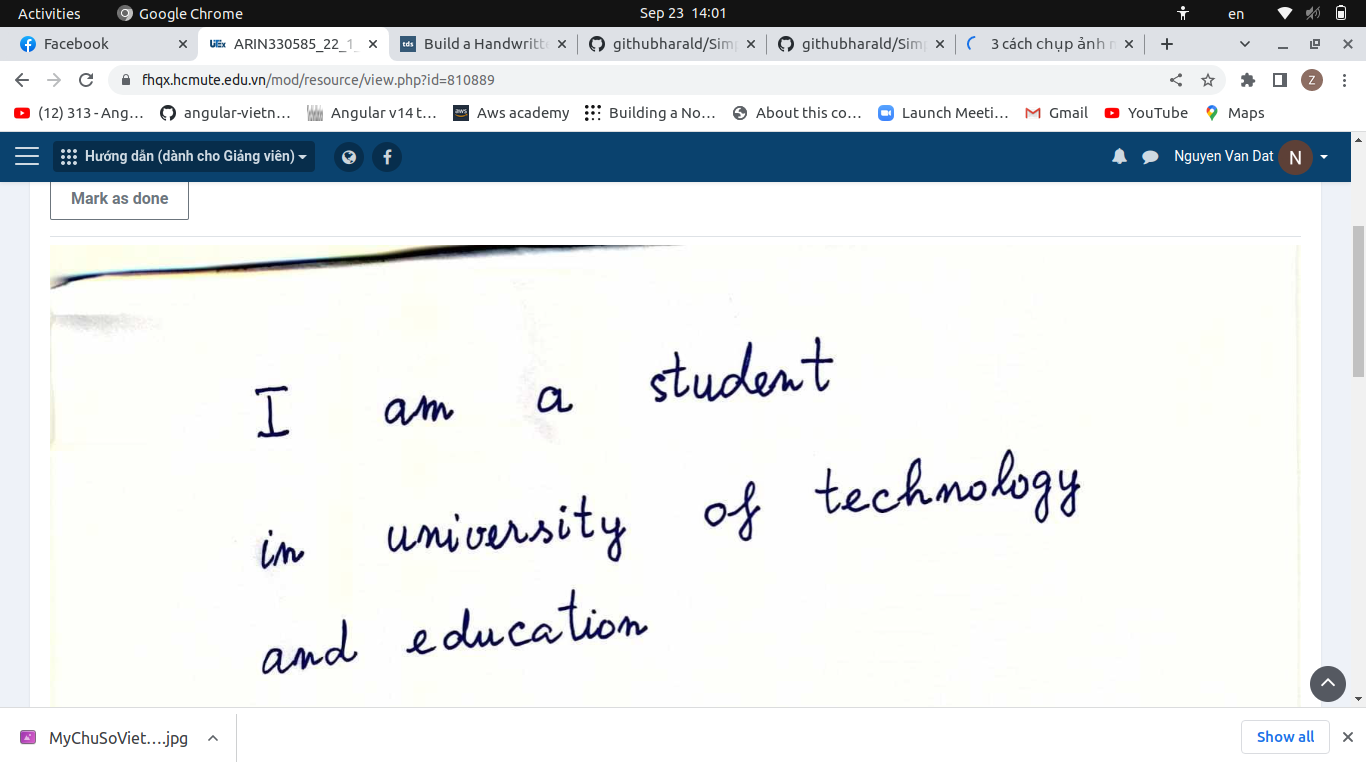 Activities Google Chrome Sep 23 14:01 en
Facebook ARIN330585_22_1_ Build a Handwritt githubharald/Sim githubharald/Sim 3 cách chụp ảnh
fhqx.hcmute.edu.vn/mod/resource/view.php?id=810889 Z
(12) 313 - Ang… angular-vietn… Angular v14 t… Aws academy Building a No… About this co… Launch Meeti… Gmail YouTube Maps
Hướng dẫn (dành cho Giảng viên) Nguyen Van Dat N
Mark as done
I am a student
in university of technology
and education
MyChuSoViet….jpg Show all